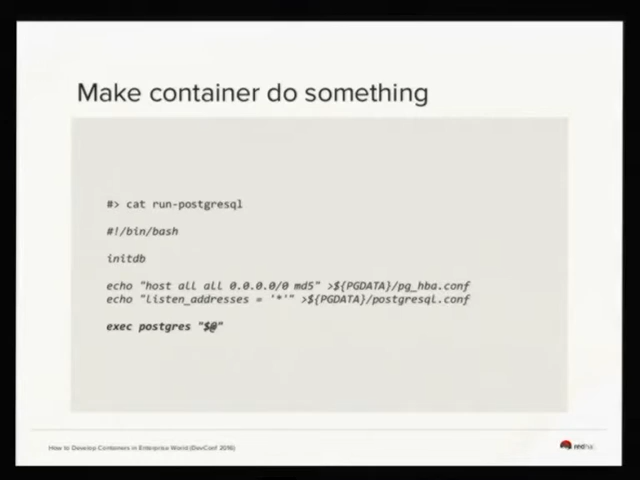 Make container do something
#> cat run-postgresql
#!/bin/bash
initdb
echo "host all all 0.0.0.0/0 md5" >${PGDATA}/pg_hba.conf
echo "listen_addresses = '*'" >${PGDATA}/postgresql.conf
exec postgres "$@"
How to Develop Containers in Enterprise World (DevConf 2016)
redhat.